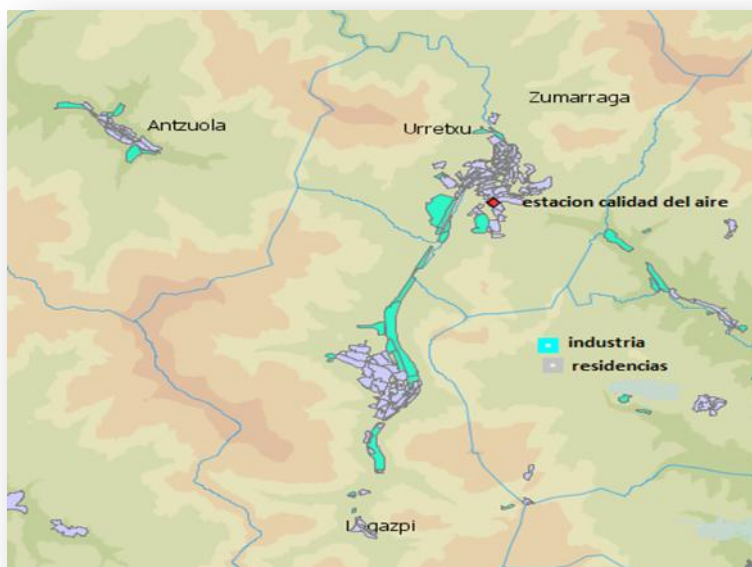 Zumarraga
Antzuola
Urretxu
estacion calidad del aire
industria
residencias
Legazpi